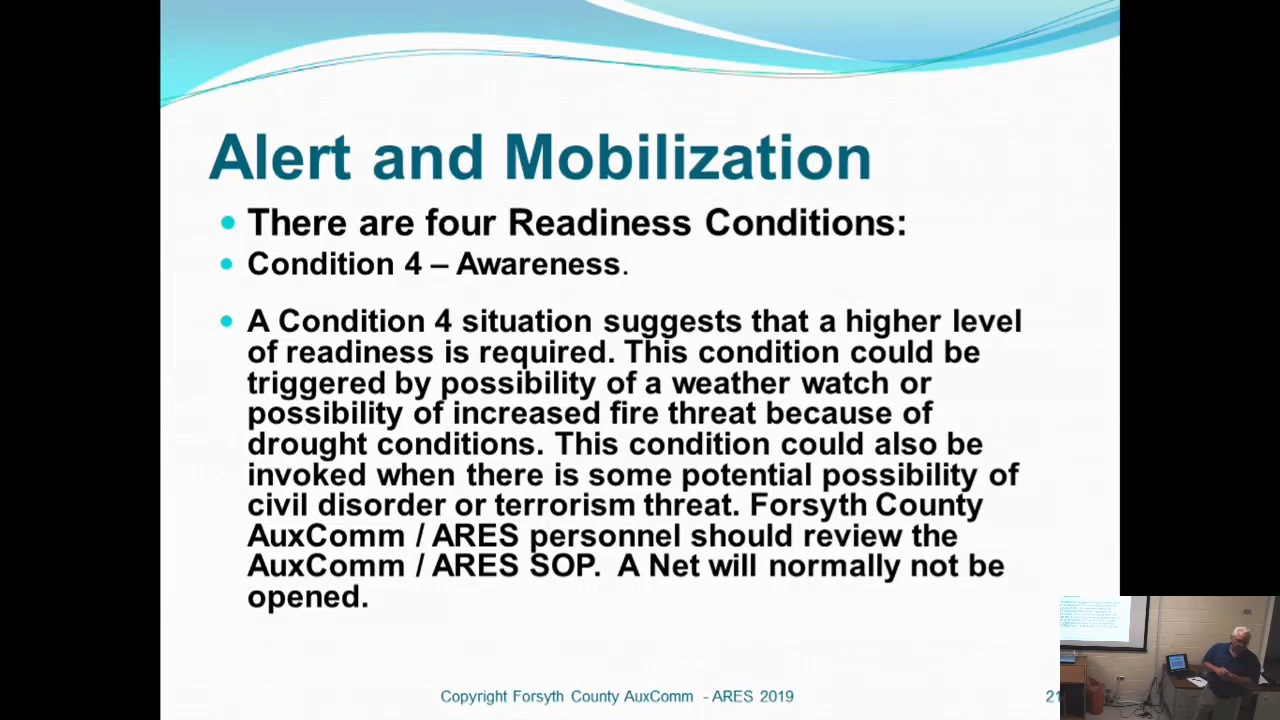 Alert and Mobilization
There are four Readiness Conditions:
Condition 4 – Awareness.
A Condition 4 situation suggests that a higher level
of readiness is required. This condition could be
triggered by possibility of a weather watch or
possibility of increased fire threat because of
drought conditions. This condition could also be
invoked when there is some potential possibility of
civil disorder or terrorism threat. Forsyth County
AuxComm / ARES personnel should review the
AuxComm / ARES SOP. A Net will normally not be
opened.
Copyright Forsyth County AuxComm - ARES 2019
21